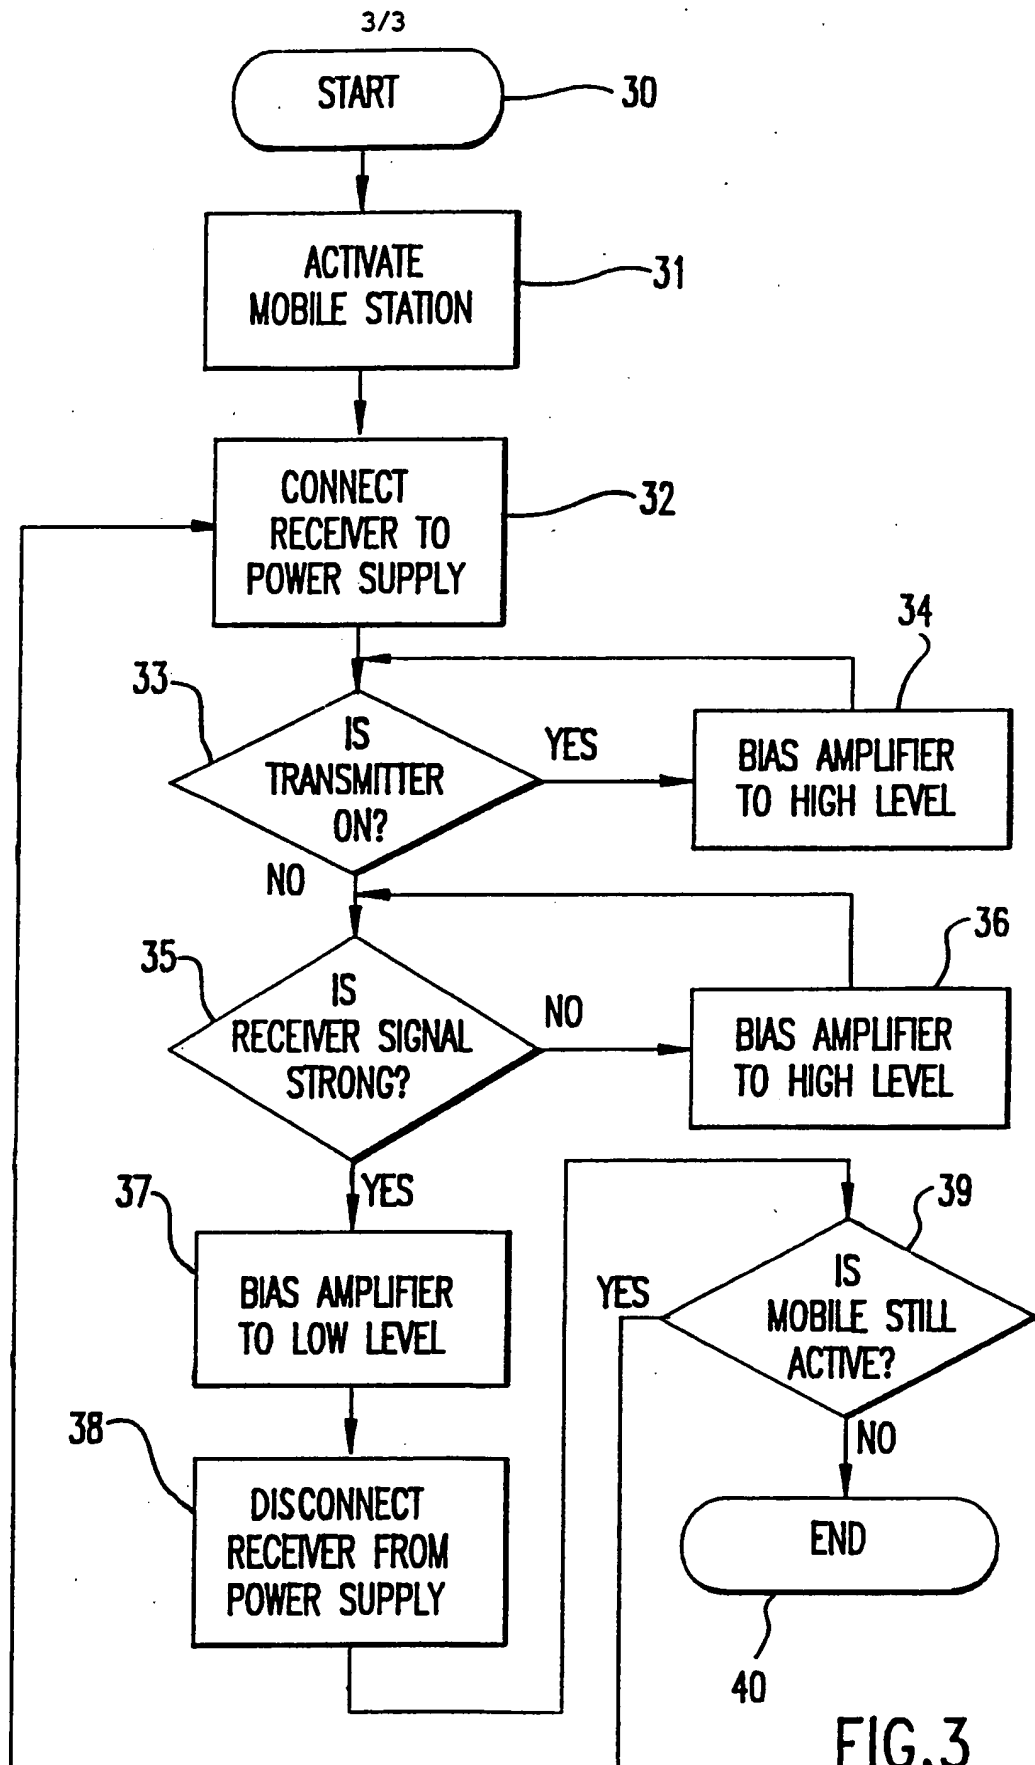 3/3
START
30
ACTIVATE
MOBILE STATION
31
CONNECT
RECEIVER TO
POWER SUPPLY
32
33
IS
TRANSMITTER
ON?
YES
NO
34
BIAS AMPLIFIER
TO HIGH LEVEL
35
IS
RECEIVER SIGNAL
STRONG?
NO
YES
36
BIAS AMPLIFIER
TO HIGH LEVEL
37
BIAS AMPLIFIER
TO LOW LEVEL
38
DISCONNECT
RECEIVER FROM
POWER SUPPLY
39
IS
MOBILE STILL
ACTIVE?
YES
NO
END
40
FIG.3